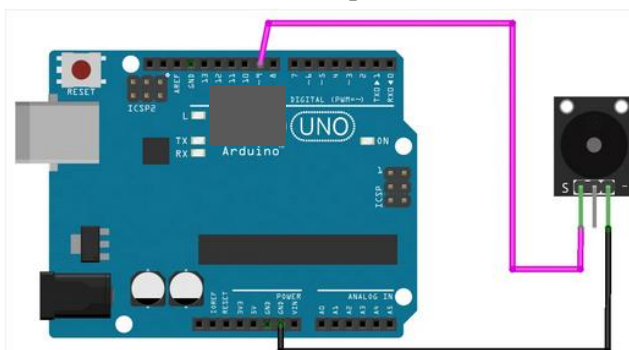 RESET
ICSP2
AREF
GND
13
12
11
10
~9
8
7
~6
~5
4
~3
2
TX0▶1
RX0◀0
L
DIGITAL (PWM=~)
UNO
TX
RX
Arduino
ON
1
ICSP
S
-
POWER
ANALOG IN
IOREF
RESET
3V3
5V
GND
GND
VIN
A0
A1
A2
A3
A4
A5